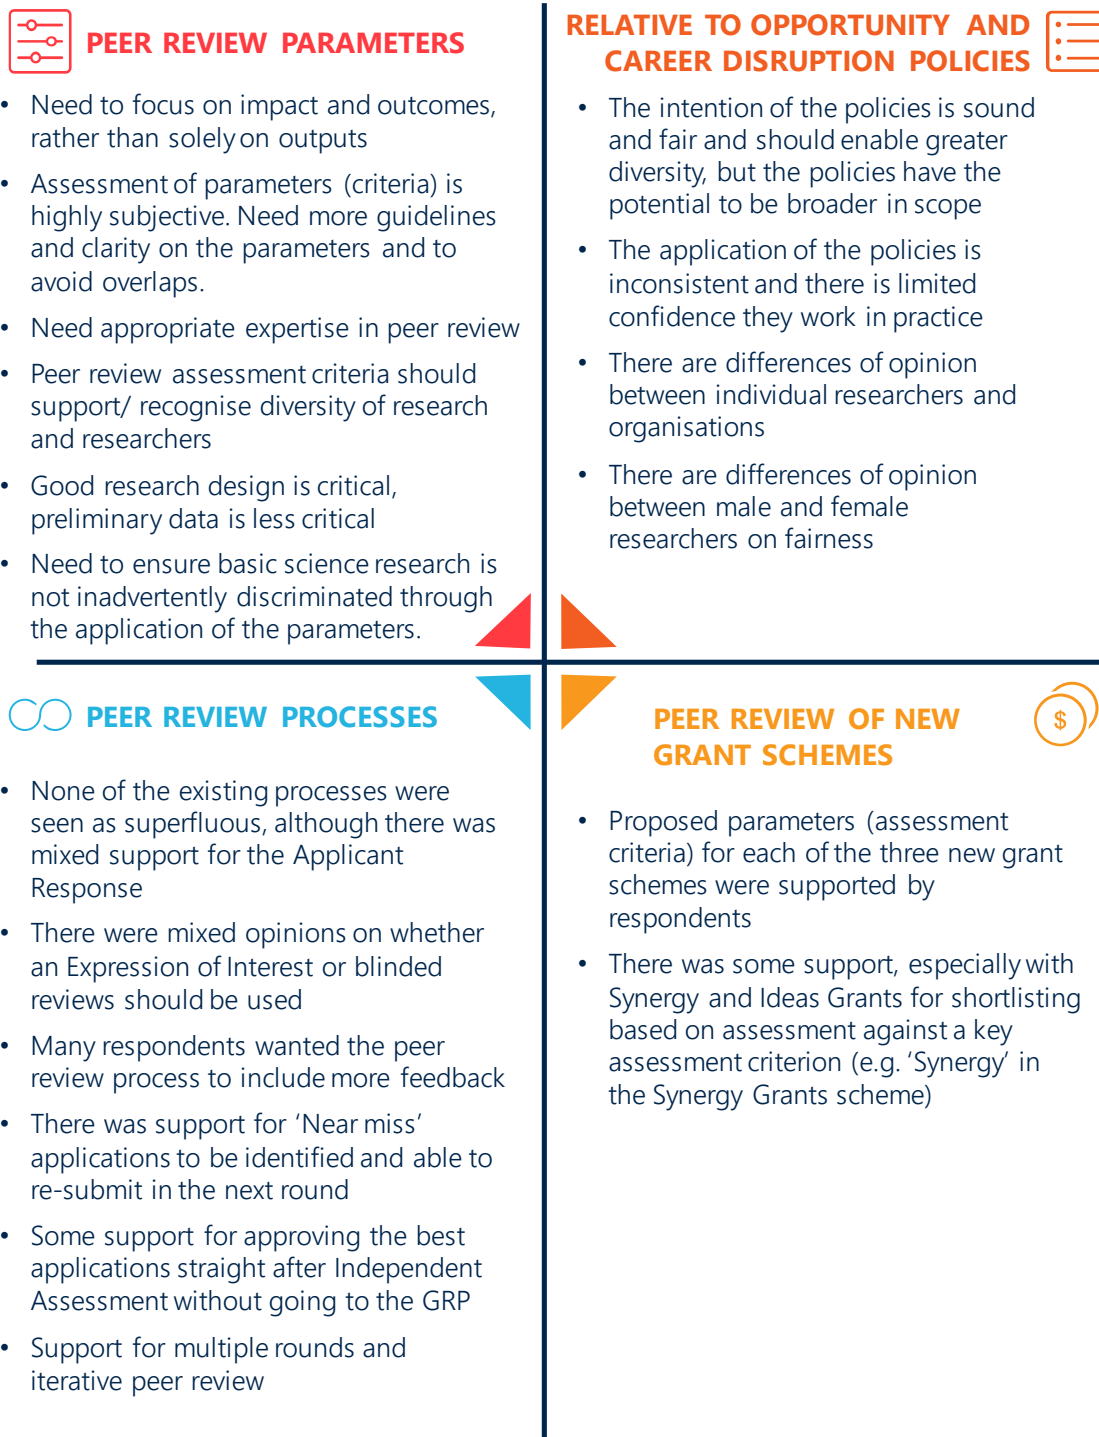 PEER REVIEW PARAMETERS
• Need to focus on impact and outcomes,
rather than solely on outputs
• Assessment of parameters (criteria) is
highly subjective. Need more guidelines
and clarity on the parameters and to
avoid overlaps.
• Need appropriate expertise in peer review
• Peer review assessment criteria should
support/ recognise diversity of research
and researchers
• Good research design is critical,
preliminary data is less critical
• Need to ensure basic science research is
not inadvertently discriminated through
the application of the parameters.
RELATIVE TO OPPORTUNITY AND
CAREER DISRUPTION POLICIES
• The intention of the policies is sound
and fair and should enable greater
diversity, but the policies have the
potential to be broader in scope
• The application of the policies is
inconsistent and there is limited
confidence they work in practice
• There are differences of opinion
between individual researchers and
organisations
• There are differences of opinion
between male and female
researchers on fairness
PEER REVIEW PROCESSES
• None of the existing processes were
seen as superfluous, although there was
mixed support for the Applicant
Response
• There were mixed opinions on whether
an Expression of Interest or blinded
reviews should be used
• Many respondents wanted the peer
review process to include more feedback
• There was support for ‘Near miss’
applications to be identified and able to
re-submit in the next round
• Some support for approving the best
applications straight after Independent
Assessment without going to the GRP
• Support for multiple rounds and
iterative peer review
PEER REVIEW OF NEW
GRANT SCHEMES
$
• Proposed parameters (assessment
criteria) for each of the three new grant
schemes were supported by
respondents
• There was some support, especially with
Synergy and Ideas Grants for shortlisting
based on assessment against a key
assessment criterion (e.g. ‘Synergy’ in
the Synergy Grants scheme)